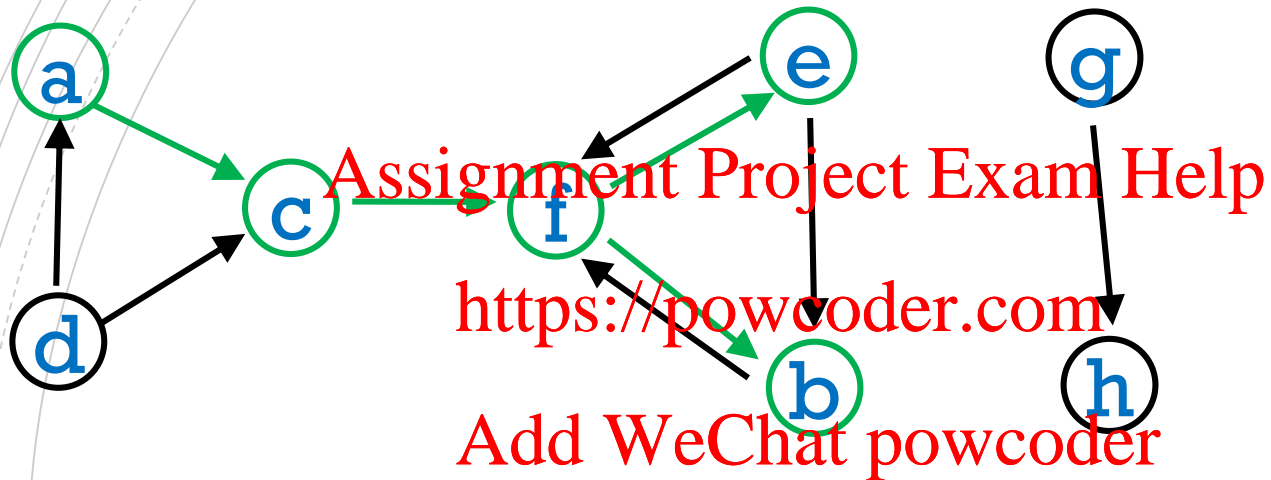 a
e
g
Assignment Project Exam Help
c
f
https://powcoder.com
d
b
h
Add WeChat powcoder